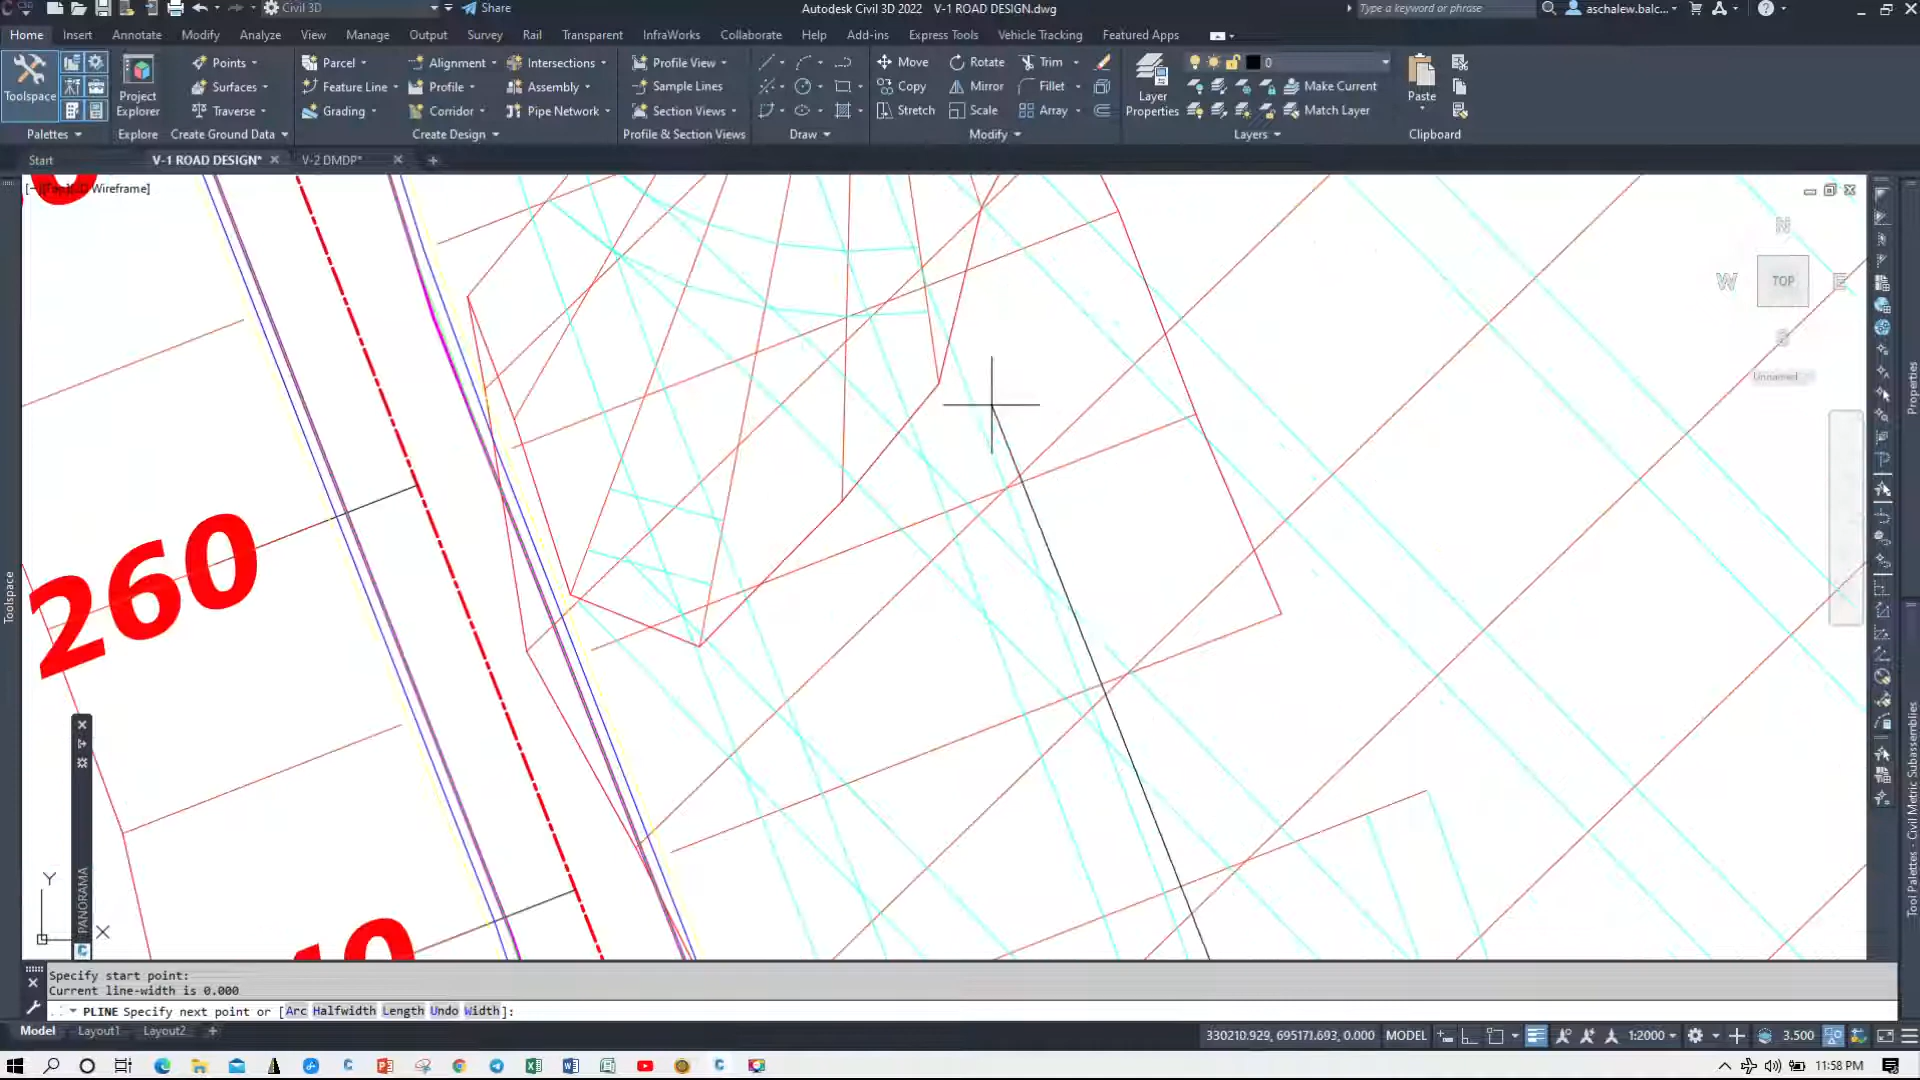 Civil 3D
Share
Autodesk Civil 3D 2022 V-1 ROAD DESIGN.dwg
Type a keyword or phrase
aschalew.balc...
Home Insert Annotate Modify Analyze View Manage Output Survey Rail Transparent InfraWorks Collaborate Help Add-ins Express Tools Vehicle Tracking Featured Apps
Toolspace
Project Explorer
Points
Surfaces
Traverse
Parcel
Feature Line
Grading
Alignment
Profile
Corridor
Intersections
Assembly
Pipe Network
Profile View
Sample Lines
Section Views
Move
Copy
Stretch
Rotate
Mirror
Scale
Trim
Fillet
Array
Layer Properties
0
Make Current
Match Layer
Paste
Palettes
Explore
Create Ground Data
Create Design
Profile & Section Views
Draw
Modify
Layers
Clipboard
Start V-1 ROAD DESIGN* V-2 DMDP*
N
W TOP E
S
Unnamed
260
Toolspace
PANORAMA
Properties
Tool Palettes - Civil Metric Subassemblies
Y
X
Specify start point:
Current line-width is 0.000
PLINE Specify next point or [Arc Halfwidth Length Undo Width]:
Model Layout1 Layout2 +
330210.929, 695171.693, 0.000 MODEL 1:2000 3.500
11:58 PM